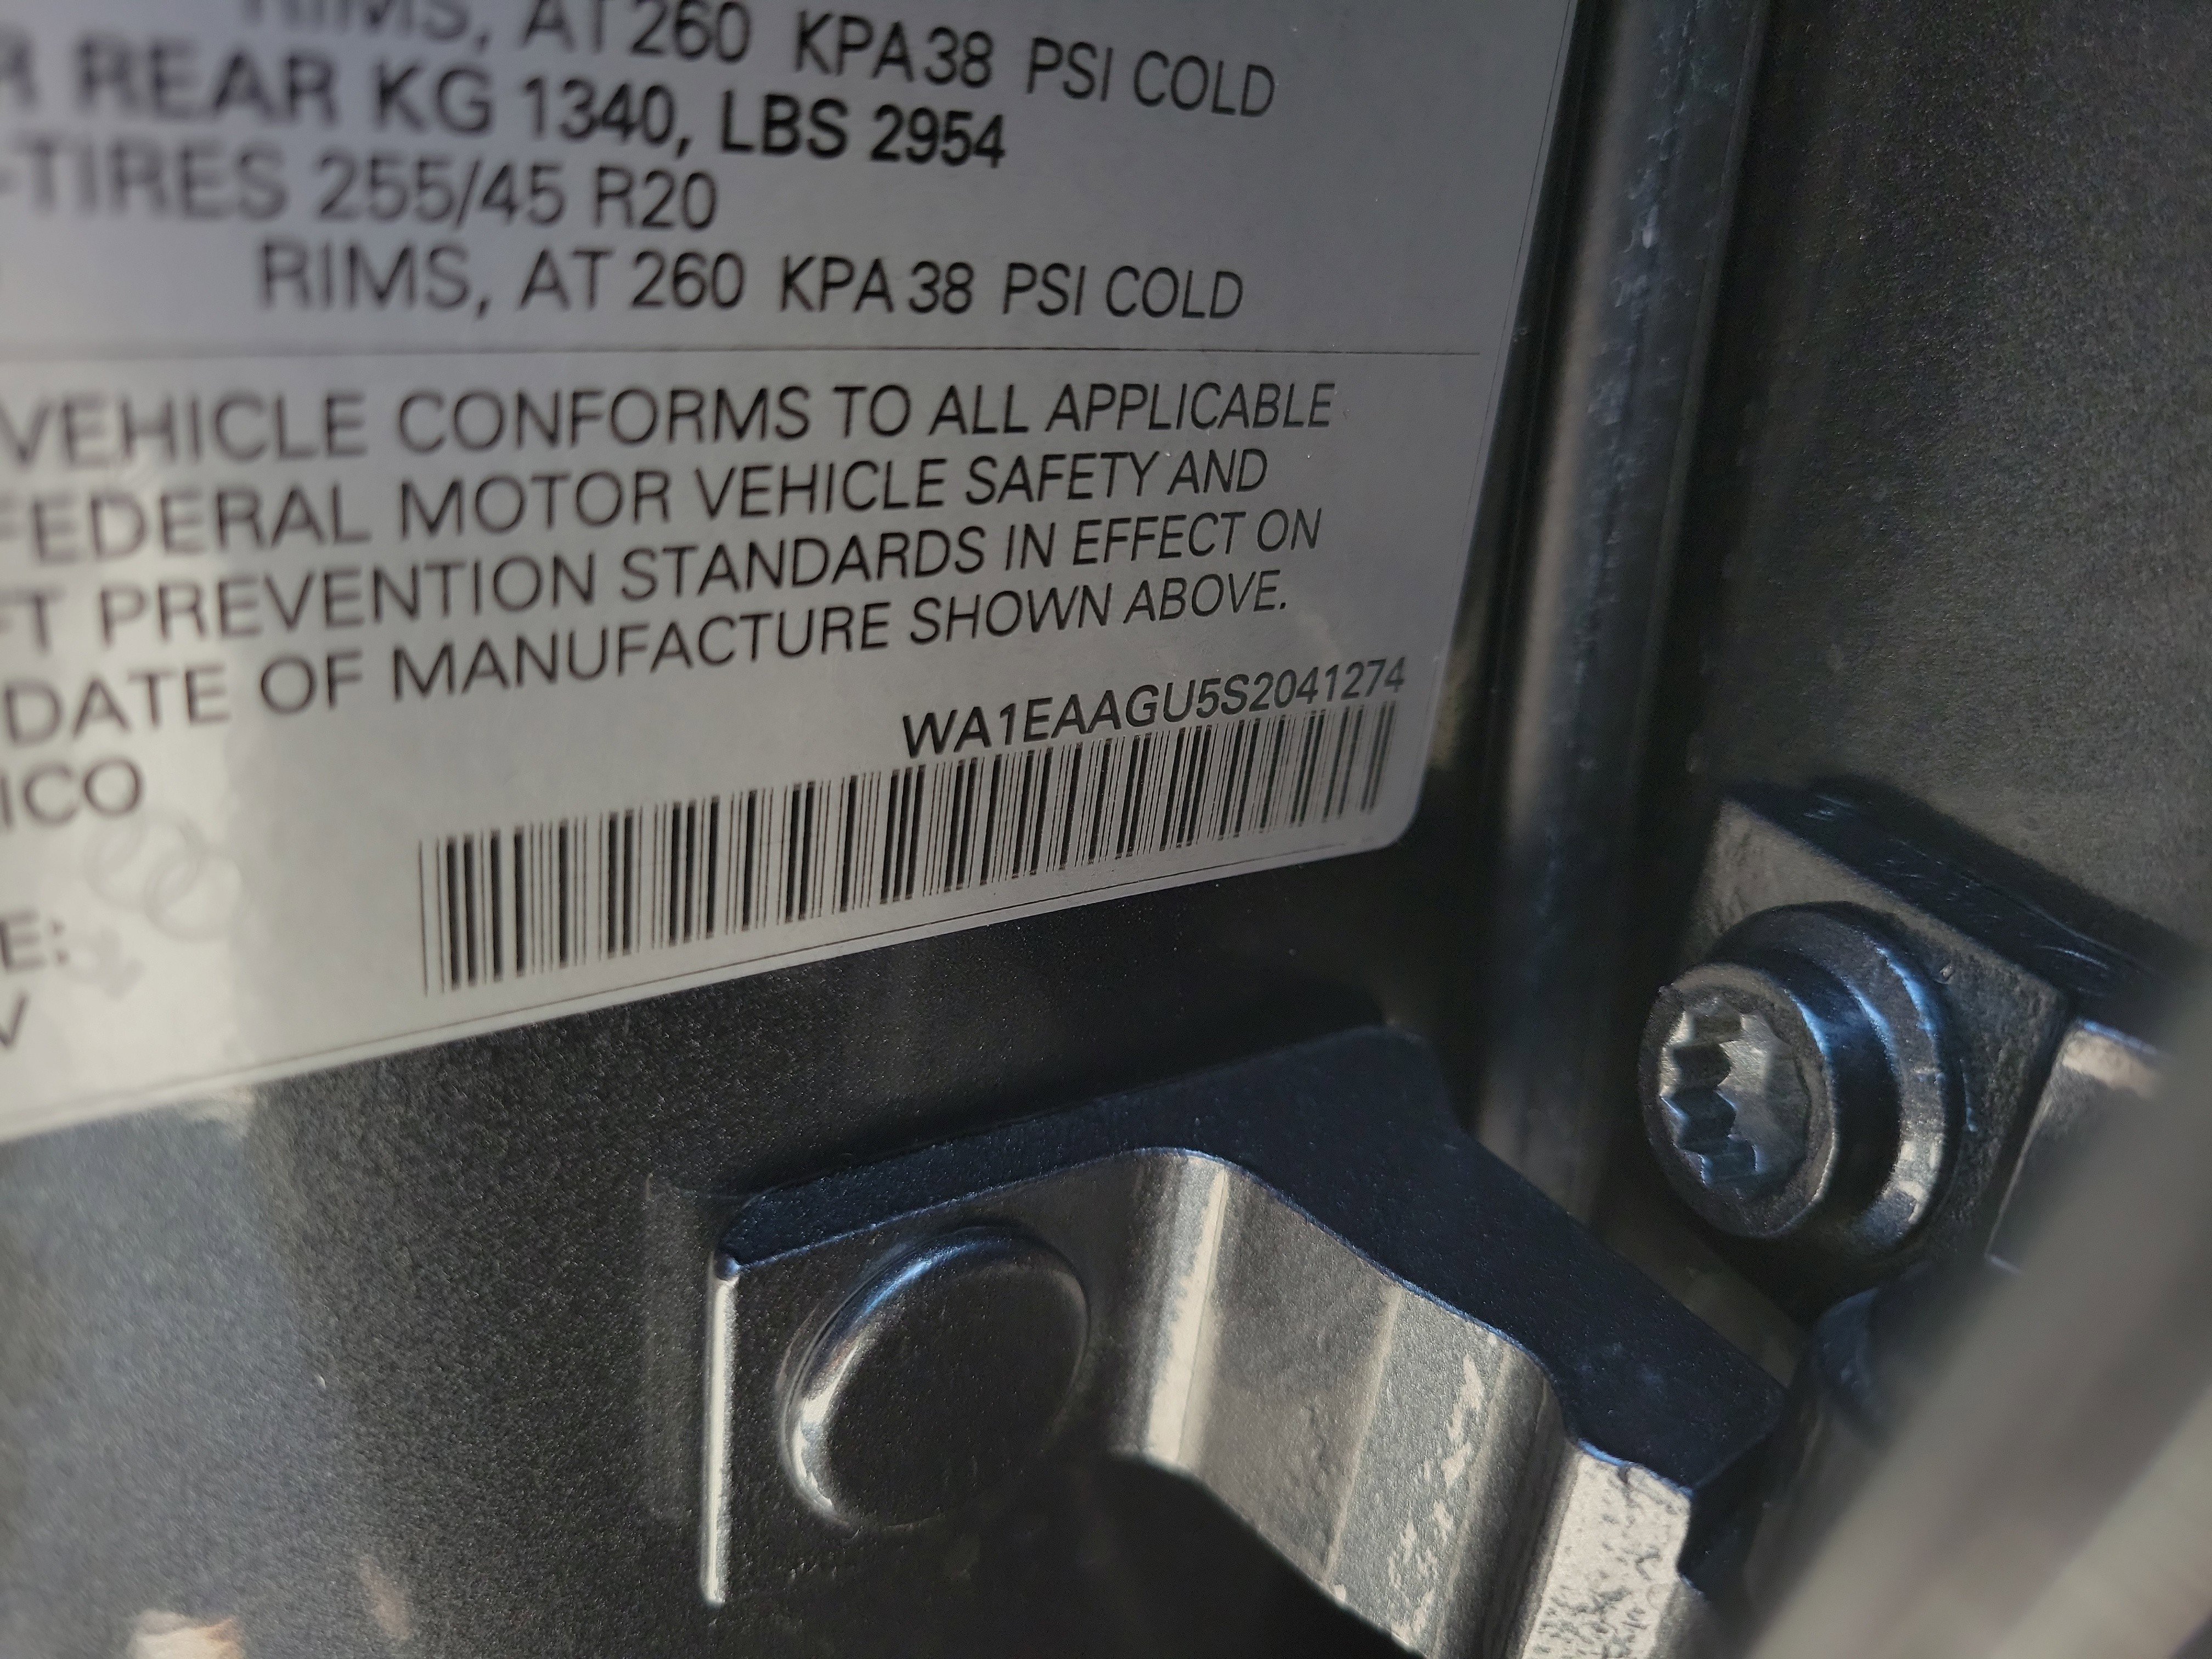 RIMS, AT 260 KPA 38 PSI COLD
R REAR KG 1340, LBS 2954
-TIRES 255/45 R20
RIMS, AT 260 KPA 38 PSI COLD
VEHICLE CONFORMS TO ALL APPLICABLE
FEDERAL MOTOR VEHICLE SAFETY AND
FT PREVENTION STANDARDS IN EFFECT ON
DATE OF MANUFACTURE SHOWN ABOVE.
WA1EAAGU5S2041274
ICO
E:
V